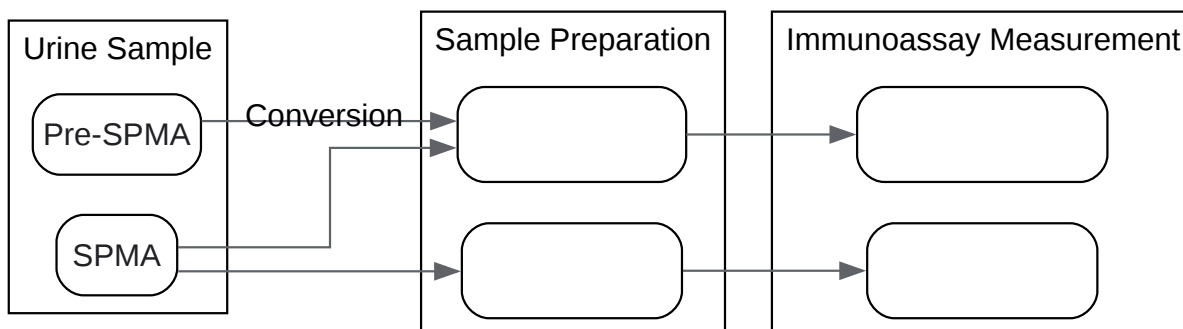 Urine Sample
Pre-SPMA
SPMA
Conversion
Sample Preparation
Immunoassay Measurement